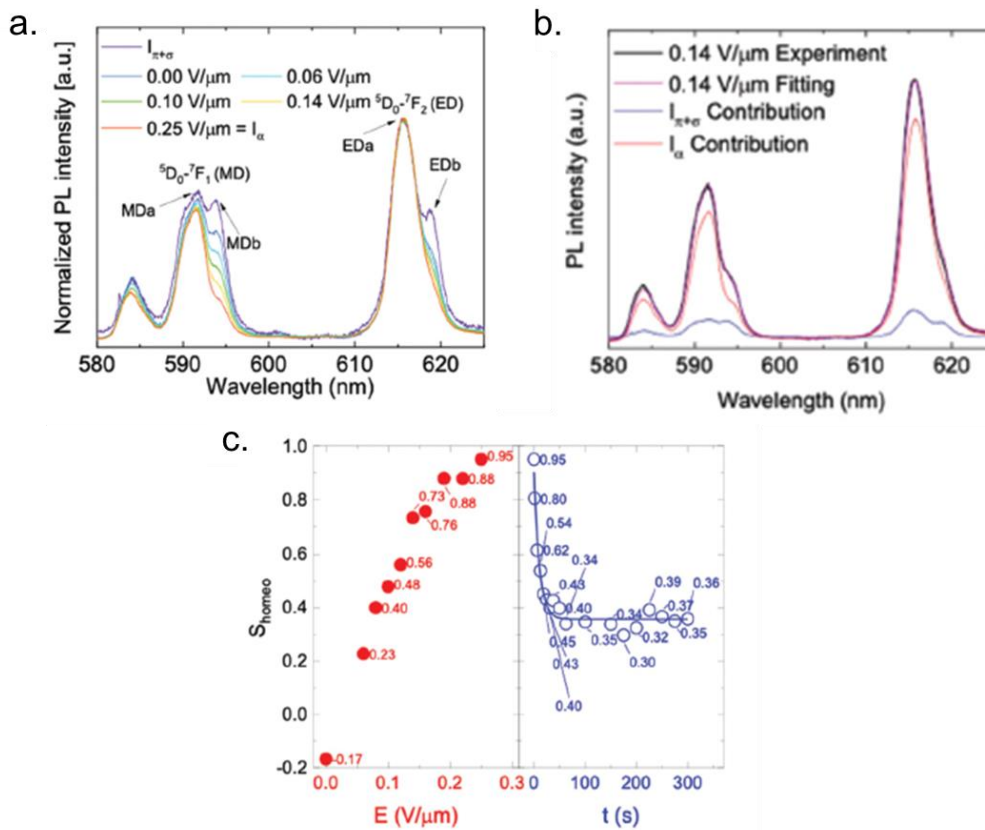 a.
Normalized PL intensity [a.u.]
I_{π+σ}
0.00 V/μm 0.06 V/μm
0.10 V/μm 0.14 V/μm
0.25 V/μm = I_α
⁵D₀-⁷F₂ (ED)
EDa
EDb
⁵D₀-⁷F₁ (MD)
MDa
MDb
580 590 600 610 620
Wavelength (nm)
b.
PL intensity (a.u.)
0.14 V/μm Experiment
0.14 V/μm Fitting
I_{π+σ} Contribution
I_α Contribution
580 590 600 610 620
Wavelength (nm)
c.
S_{homeo}
1.0
0.8
0.6
0.4
0.2
0.0
-0.2
0.95
0.73
0.88
0.88
0.76
0.56
0.48
0.40
0.23
-0.17
0.0 0.1 0.2 0.3
E (V/μm)
0.95
0.80
0.54
0.62
0.34
0.43
0.40
0.34
0.39
0.36
0.37
0.45
0.35
0.32
0.35
0.43
0.30
0.40
0 100 200 300
t (s)